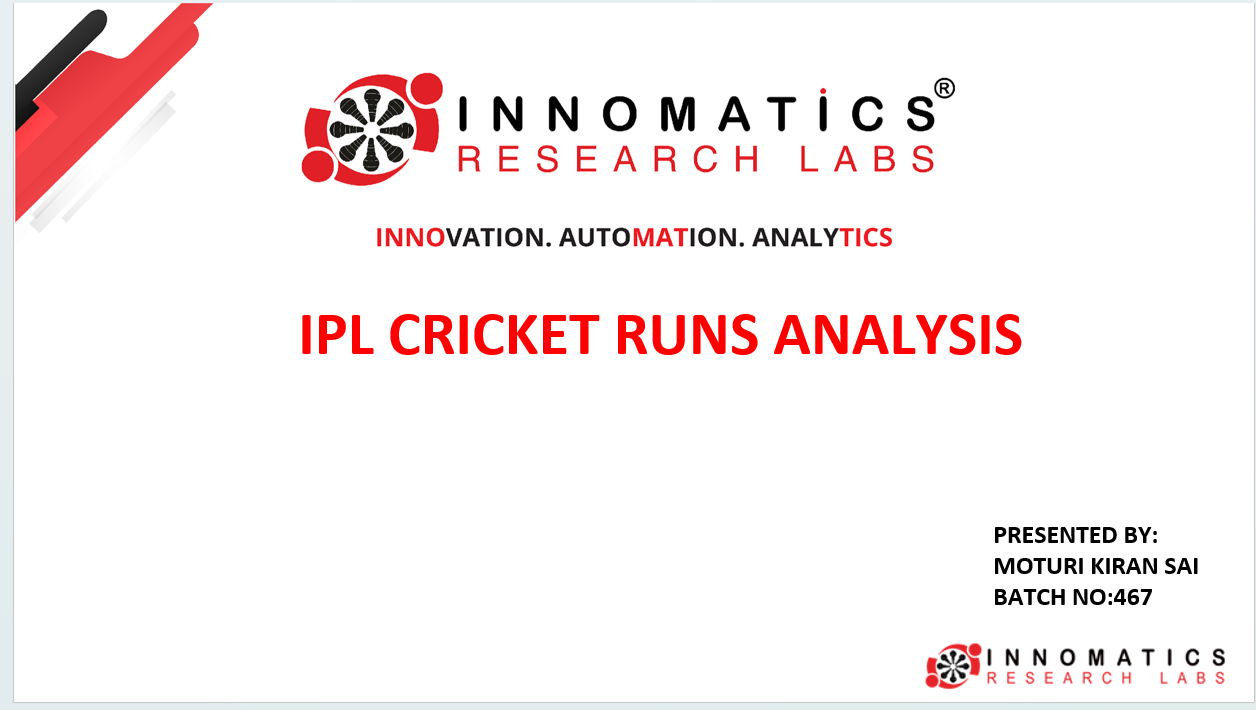 INNOMATICS®
RESEARCH LABS
INNOVATION. AUTOMATION. ANALYTICS
IPL CRICKET RUNS ANALYSIS
PRESENTED BY:
MOTURI KIRAN SAI
BATCH NO:467
INNOMATICS
RESEARCH LABS